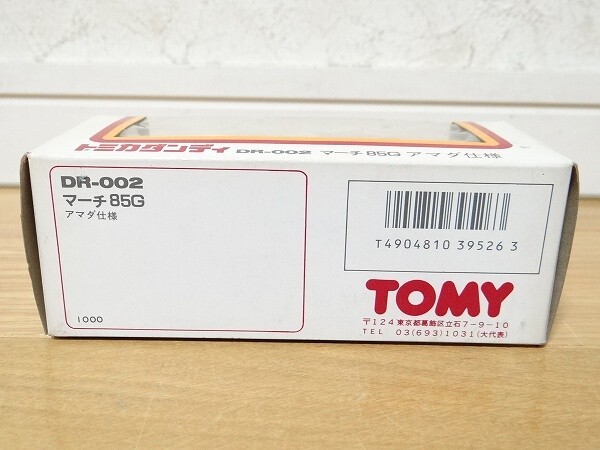 トミカダンディ DR-002 マーチ85G アマダ仕様
DR-002
マーチ85G
アマダ仕様
1000
T4904810 39526 3
TOMY
〒124 東京都葛飾区立石7-9-10
TEL 03(693)1031(大代表)